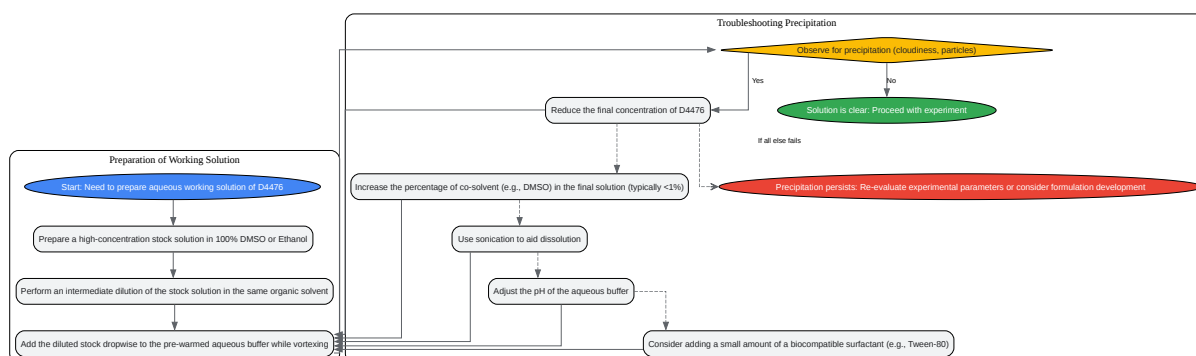 Troubleshooting Precipitation
Observe for precipitation (cloudiness, particles)
Yes
No
Reduce the final concentration of D4476
Solution is clear: Proceed with experiment
If all else fails
Preparation of Working Solution
Start: Need to prepare aqueous working solution of D4476
Increase the percentage of co-solvent (e.g., DMSO) in the final solution (typically <1%)
Precipitation persists: Re-evaluate experimental parameters or consider formulation development
Prepare a high-concentration stock solution in 100% DMSO or Ethanol
Use sonication to aid dissolution
Perform an intermediate dilution of the stock solution in the same organic solvent
Adjust the pH of the aqueous buffer
Add the diluted stock dropwise to the pre-warmed aqueous buffer while vortexing
Consider adding a small amount of a biocompatible surfactant (e.g., Tween-80)